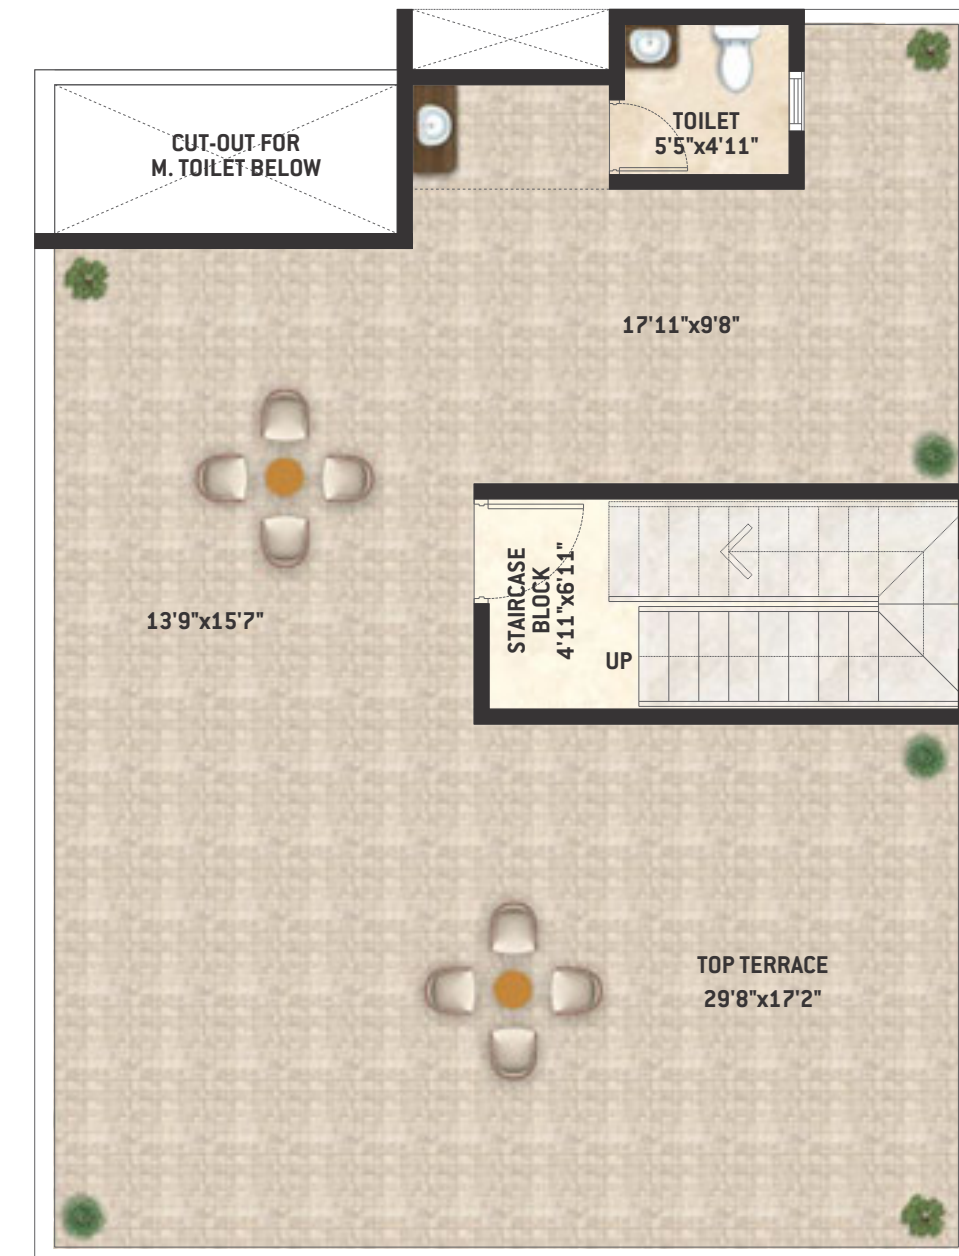 CUT-OUT FOR
M. TOILET BELOW
TOILET
5'5"x4'11"
17'11"x9'8"
13'9"x15'7"
STAIRCASE
BLOCK
4'11"x6'11"
UP
TOP TERRACE
29'8"x17'2"